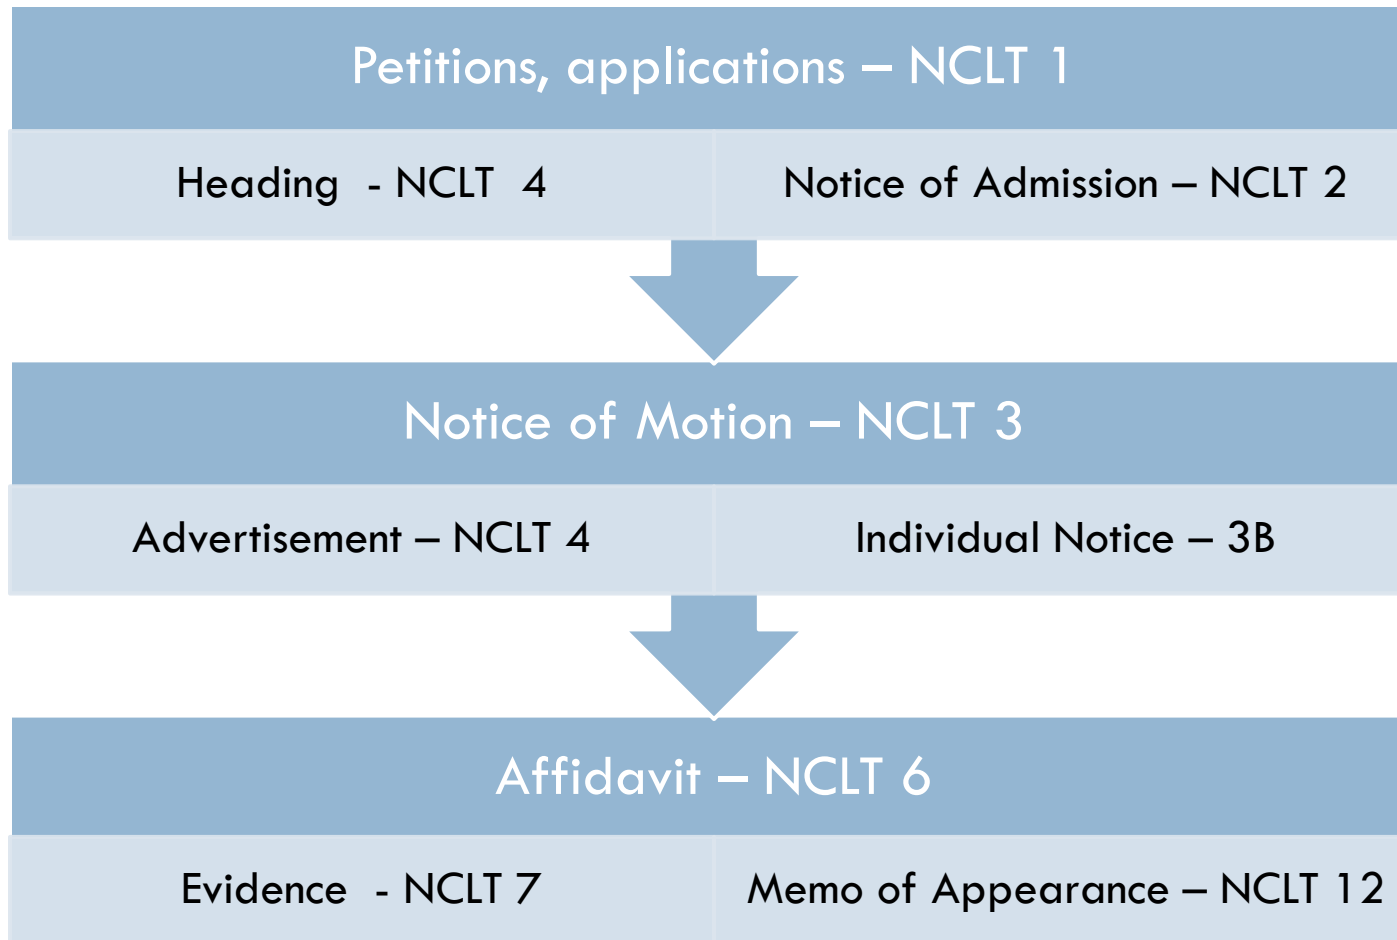 Petitions, applications – NCLT 1
Heading - NCLT 4
Notice of Admission – NCLT 2
Notice of Motion – NCLT 3
Advertisement – NCLT 4
Individual Notice – 3B
Affidavit – NCLT 6
Evidence - NCLT 7
Memo of Appearance – NCLT 12